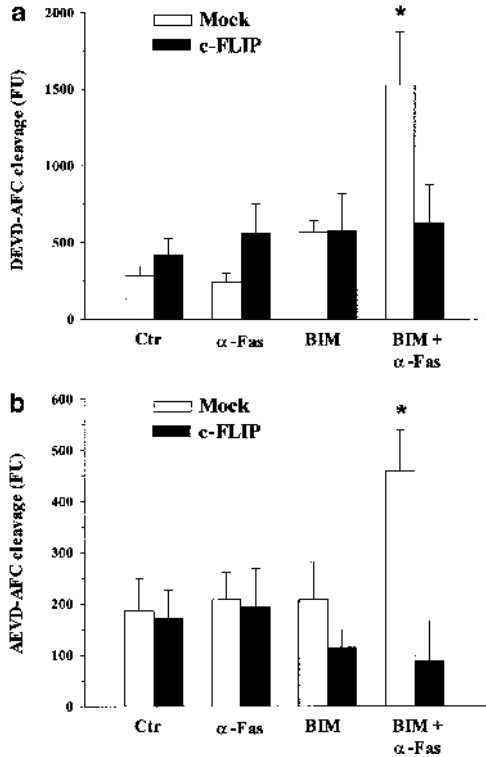 a
Mock
c-FLIP
*
DEVD-AFC cleavage (FU)
2000
1500
1000
500
0
Ctr
α-Fas
BIM
BIM +
α-Fas
b
Mock
c-FLIP
*
AEVD-AFC cleavage (FU)
600
500
400
300
200
100
0
Ctr
α-Fas
BIM
BIM +
α-Fas